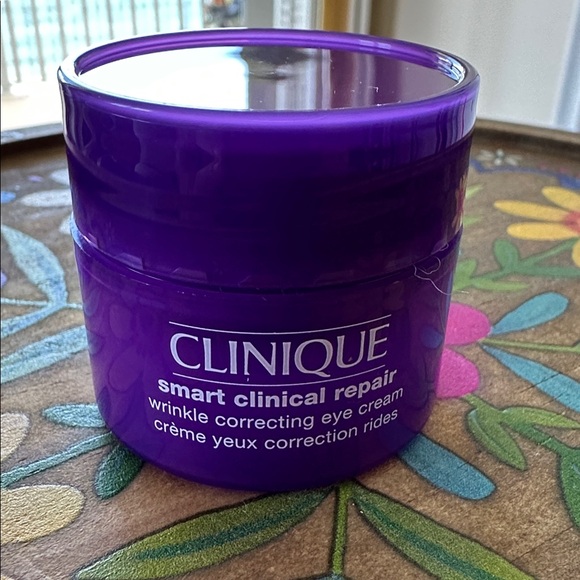 CLINIQUE
smart clinical repair
wrinkle correcting eye cream
crème yeux correction rides